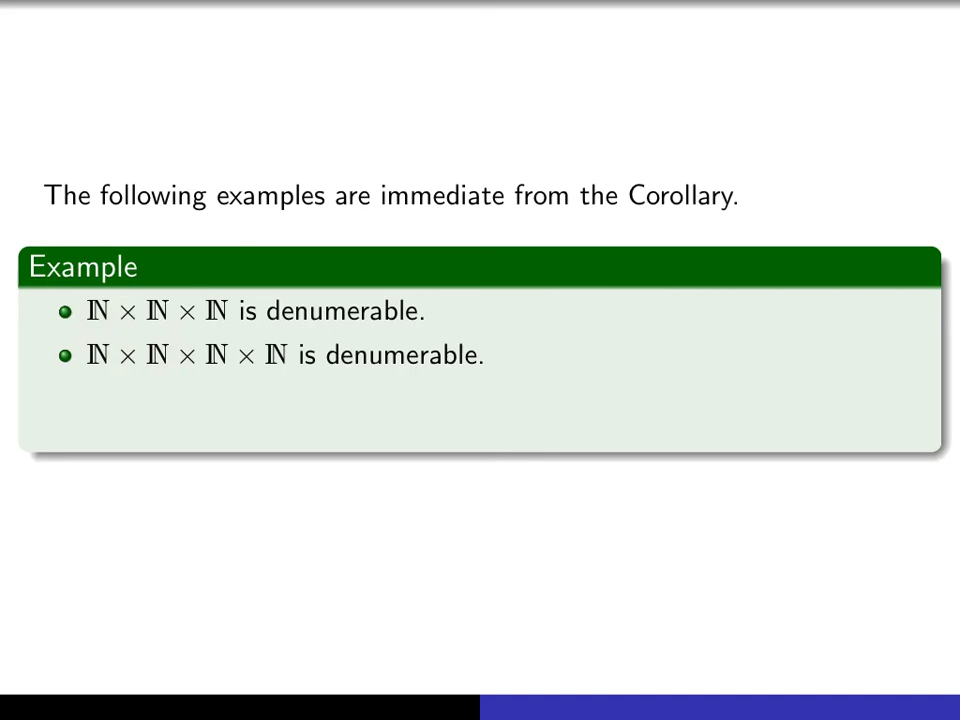 The following examples are immediate from the Corollary.
Example
ℕ × ℕ × ℕ is denumerable.
ℕ × ℕ × ℕ × ℕ is denumerable.